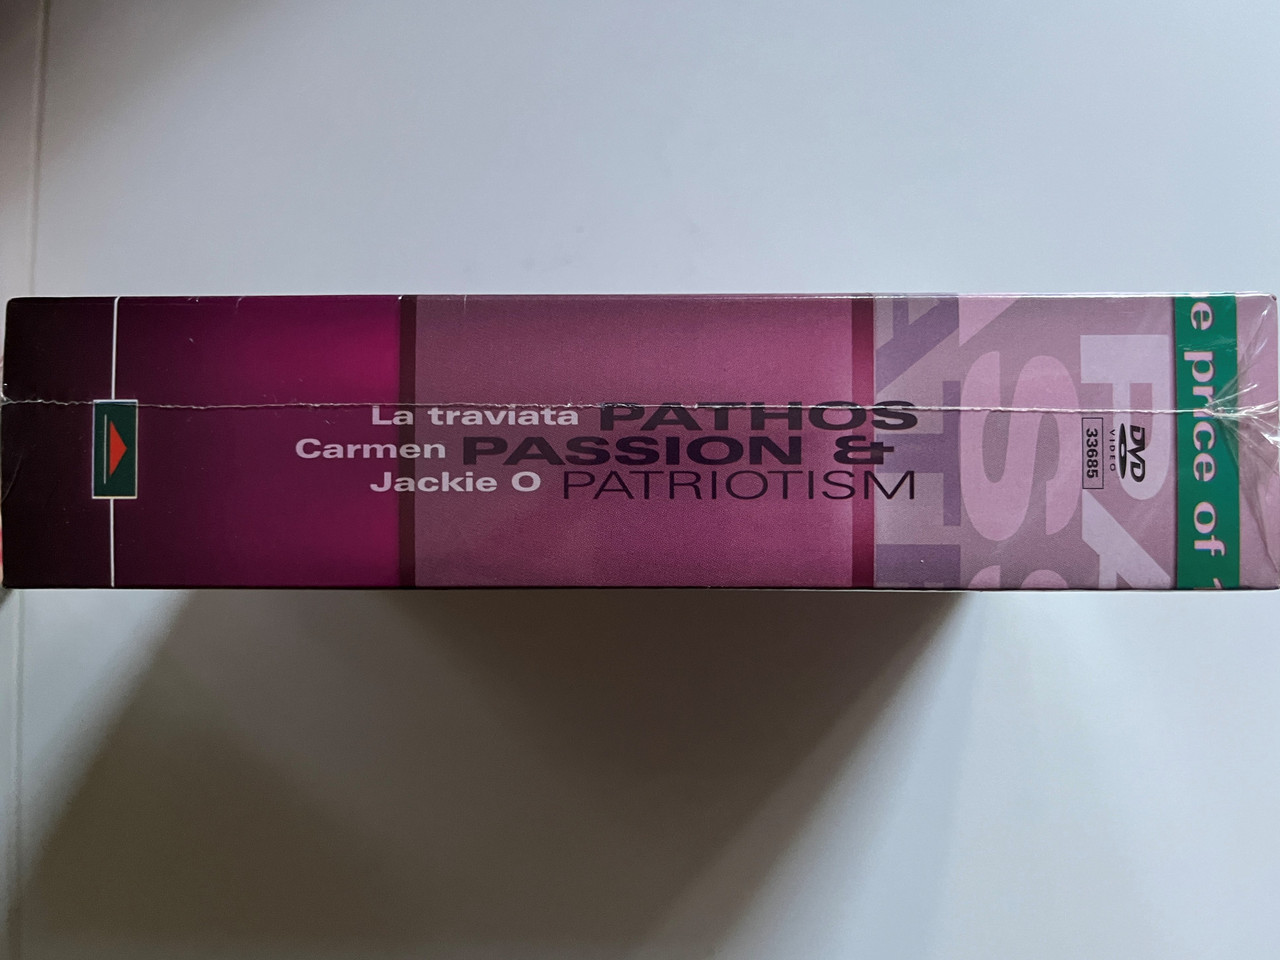 La traviata PATHOS
Carmen PASSION &
Jackie O PATRIOTISM
DVD
VIDEO
33685
e price of